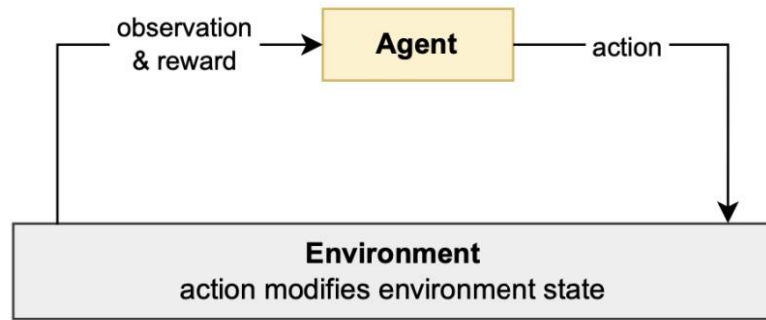 observation
& reward
Agent
action
Environment
action modifies environment state